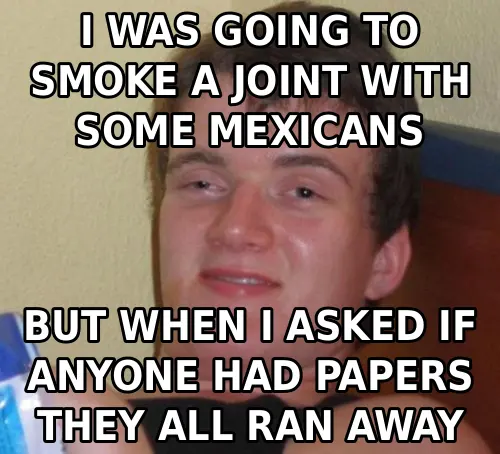 I WAS GOING TO
SMOKE A JOINT WITH
SOME MEXICANS
BUT WHEN I ASKED IF
ANYONE HAD PAPERS
THEY ALL RAN AWAY